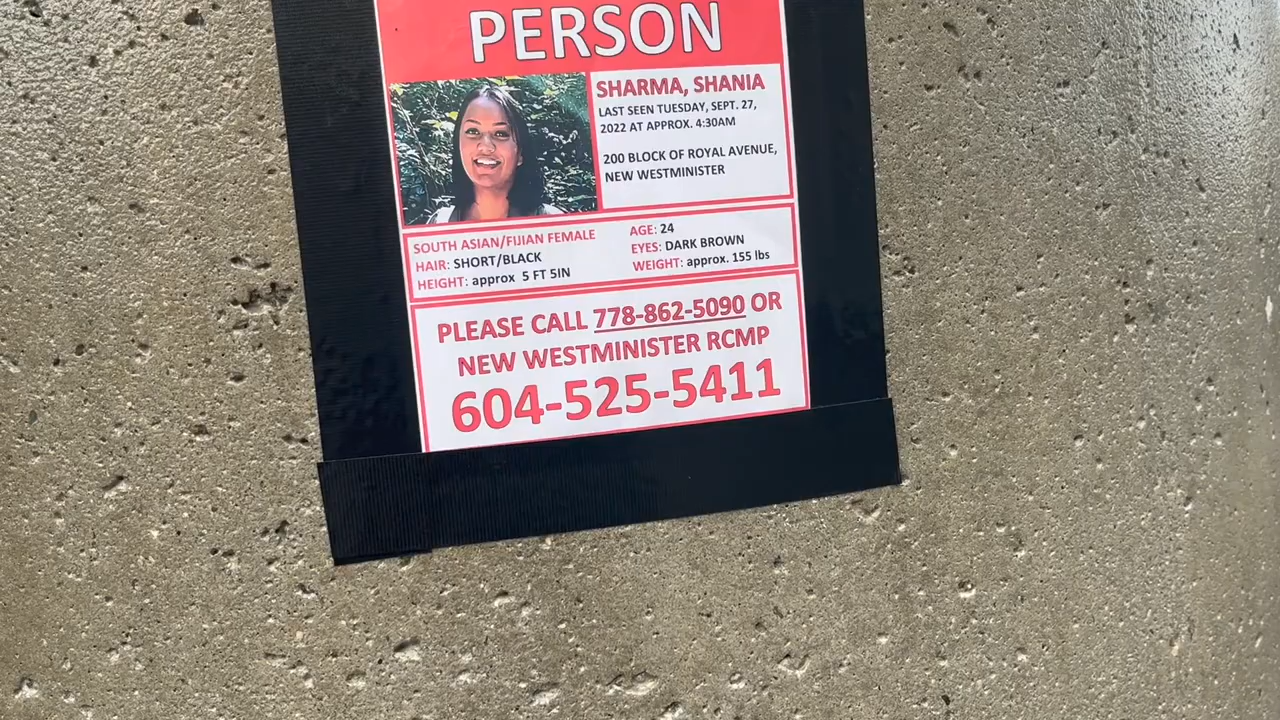 PERSON
SHARMA, SHANIA
LAST SEEN TUESDAY, SEPT. 27,
2022 AT APPROX. 4:30AM
200 BLOCK OF ROYAL AVENUE,
NEW WESTMINISTER
SOUTH ASIAN/FIJIAN FEMALE
HAIR: SHORT/BLACK
HEIGHT: approx 5 FT 5IN
AGE: 24
EYES: DARK BROWN
WEIGHT: approx. 155 lbs
PLEASE CALL 778-862-5090 OR
NEW WESTMINISTER RCMP
604-525-5411